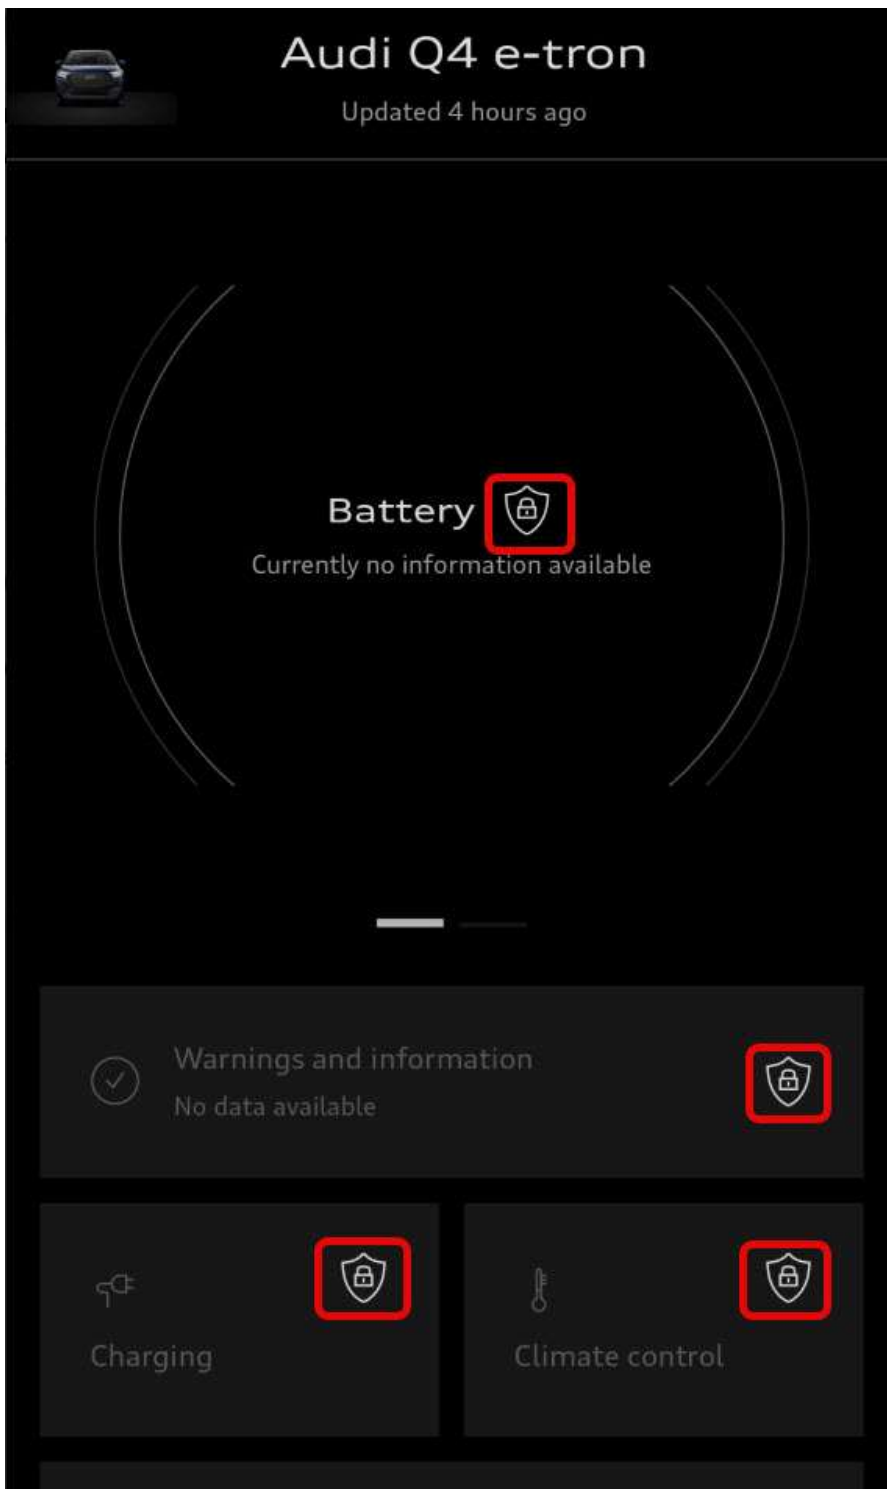 Audi Q4 e-tron
Updated 4 hours ago
Battery
Currently no information available
Warnings and information
No data available
Charging
Climate control